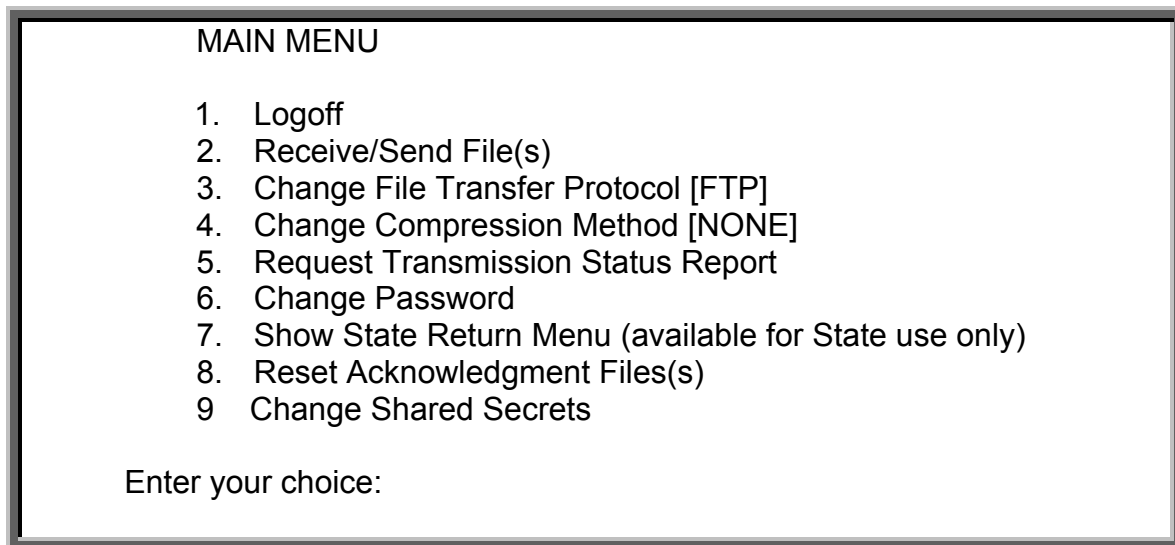 MAIN MENU
1. Logoff
2. Receive/Send File(s)
3. Change File Transfer Protocol [FTP]
4. Change Compression Method [NONE]
5. Request Transmission Status Report
6. Change Password
7. Show State Return Menu (available for State use only)
8. Reset Acknowledgment Files(s)
9 Change Shared Secrets
Enter your choice: